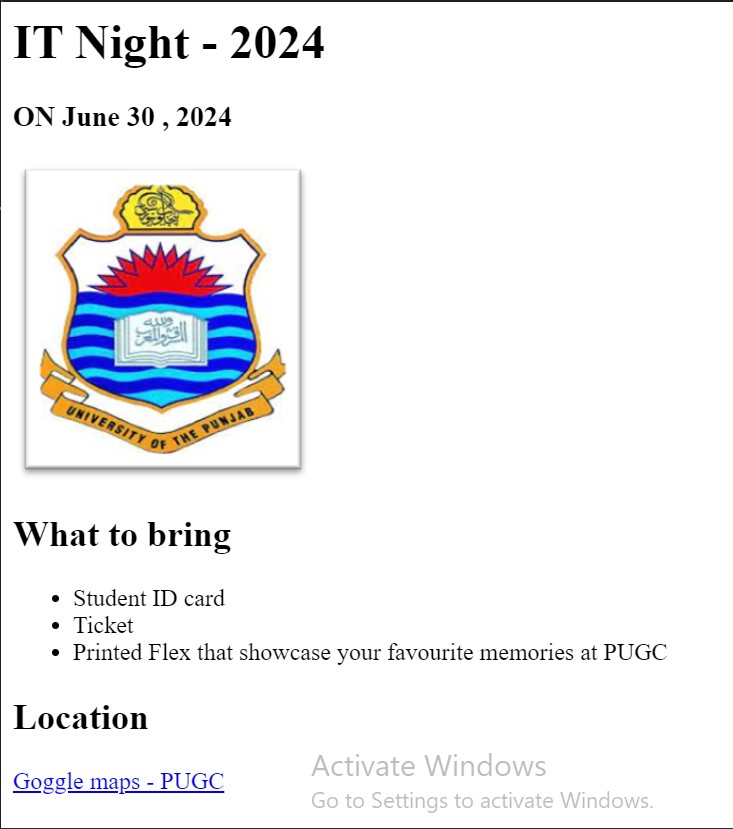 IT Night - 2024
ON June 30 , 2024
UNIVERSITY OF THE PUNJAB
What to bring
Student ID card
Ticket
Printed Flex that showcase your favourite memories at PUGC
Location
Goggle maps - PUGC
Activate Windows
Go to Settings to activate Windows.